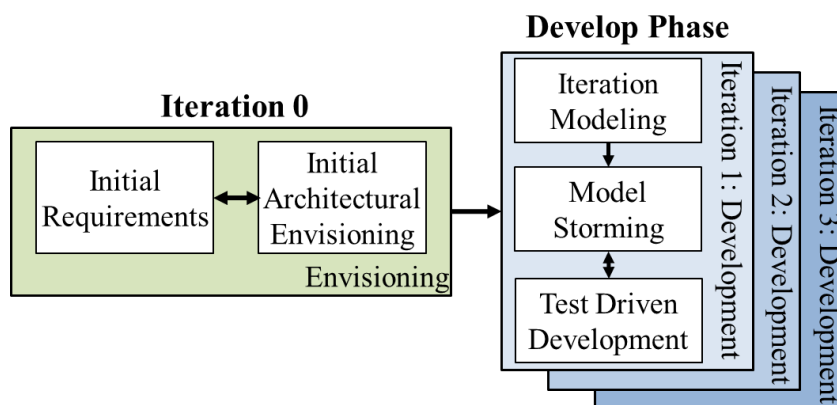 Develop Phase
Iteration 0
Initial
Requirements
Initial
Architectural
Envisioning
Envisioning
Iteration
Modeling
Model
Storming
Test Driven
Development
Iteration 1: Development
Iteration 2: Development
Iteration 3: Development